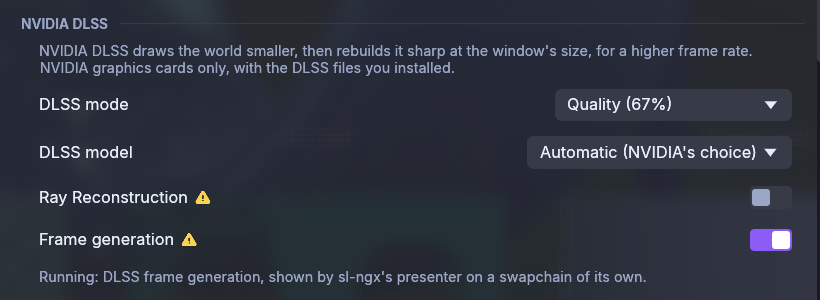 NVIDIA DLSS
NVIDIA DLSS draws the world smaller, then rebuilds it sharp at the window's size, for a higher frame rate.
NVIDIA graphics cards only, with the DLSS files you installed.
DLSS mode
Quality (67%)
DLSS model
Automatic (NVIDIA's choice)
Ray Reconstruction
Frame generation
Running: DLSS frame generation, shown by sl-ngx's presenter on a swapchain of its own.